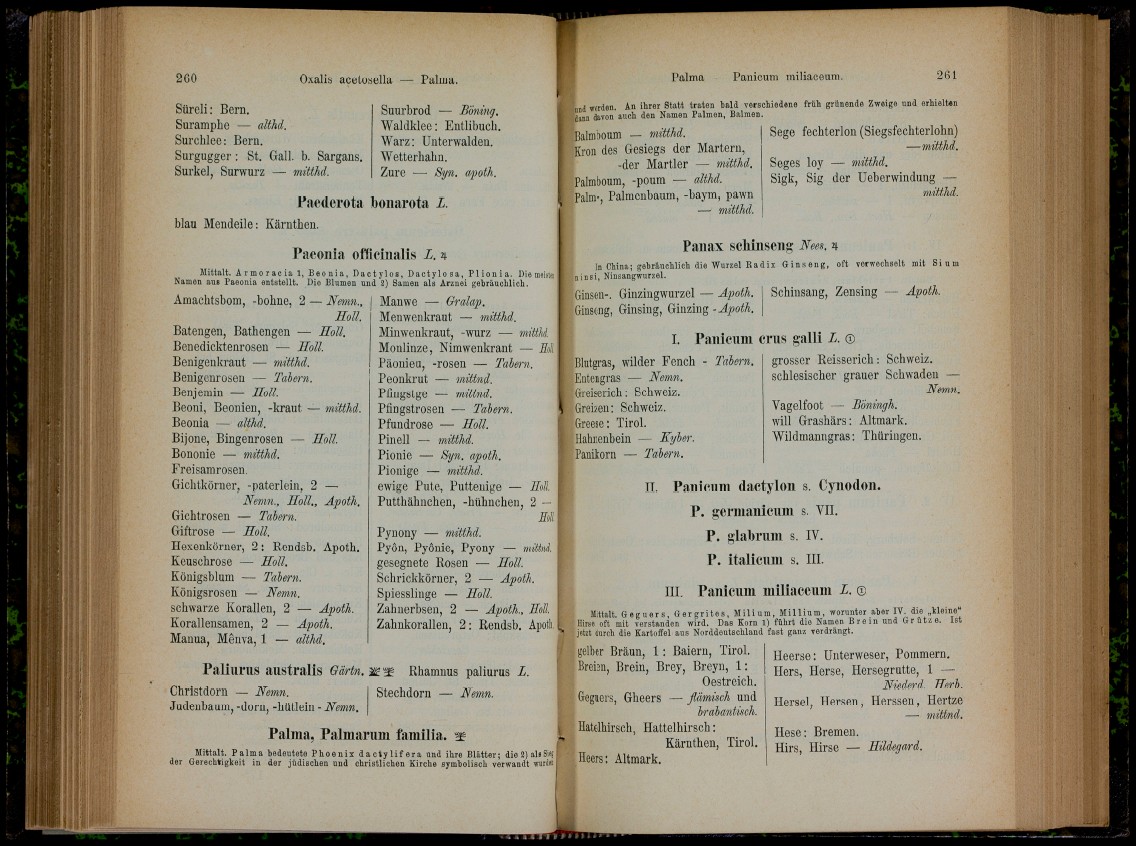 260
Oxalis acetosella — Palma.
Süreli: Bern.
Suramphe — althd.
Surchlee: Bern.
Surgugger: St. Gall. b. Sargans.
Surkel, Surwurz — mitthd.
Suurbrod — Böning.
Waldklee: Entlibuch.
Warz: Unterwalden.
Wetterhahn.
Zure — Syn. apoth.
Paederota bonarota L.
blau Mendeile: Kärnthen.
Paeonia officinalis L. ♃
Mittalt. Armoracia 1, Beonia, Dactylos, Dactylosa, Plionia. Die meisten
Namen aus Paeonia entstellt. Die Blumen und 2) Samen als Arznei gebräuchlich.
Amachtsbom, -bohne, 2 — Nemn.,
Holl.
Batengen, Bathengen — Holl.
Benedicktenrosen — Holl.
Benigenkraut — mitthd.
Benigenrosen — Tabern.
Benjemin — Holl.
Beoni, Beonien, -kraut — mitthd.
Beonia — althd.
Bijone, Bingenrosen — Holl.
Bononie — mitthd.
Freisamrosen.
Gichtkörner, -paterlein, 2 —
Nemn., Holl., Apoth.
Gichtrosen — Tabern.
Giftrose — Holl.
Hexenkörner, 2: Rendsb. Apoth.
Keuschrose — Holl.
Königsblum — Tabern.
Königsrosen — Nemn.
schwarze Korallen, 2 — Apoth.
Korallensamen, 2 — Apoth.
Manua, Mênva, 1 — althd.
Manwe — Gralap.
Menwenkraut — mitthd.
Minwenkraut, -wurz — mitthd.
Monlinze, Nimwenkrant — Holl.
Päonien, -rosen — Tabern.
Peonkrut — mittnd.
Pfingstge — mittnd.
Pfingstrosen — Tabern.
Pfundrose — Holl.
Pinell — mitthd.
Pionie — Syn. apoth.
Pionige — mitthd.
ewige Pute, Puttenige — Holl.
Putthähnchen, -hühnchen, 2 —
Holl.
Pynony — mitthd.
Pyôn, Pyônie, Pyony — mittnd.
gesegnete Rosen — Holl.
Schrickkörner, 2 — Apoth.
Spiesslinge — Holl.
Zahnerbsen, 2 — Apoth., Holl.
Zahnkorallen, 2: Rendsb. Apoth.
Paliurus australis Gärtn. Rhamnus paliurus L.
Christdorn — Nemn.
Judenbaum, -dorn, -hütlein - Nemn.
Stechdorn — Nemn.
Palma, Palmarum familia.
Mittalt. Palma bedeutete Phoenix dactylifera und ihre Blätter; die 2) als Sieg
der Gerechtigkeit in der jüdischen und christlichen Kirche symbolisch verwandt wurden
Palma Panicum miliaceum.
261
und werden. An ihrer Statt traten bald verschiedene früh grünende Zweige und erhielten
dann davon auch den Namen Palmen, Balmen.
Balmboum — mitthd.
Kron des Gesiegs der Martern,
-der Martler — mitthd.
Palmboum, -poum — althd.
Palm-, Palmenbaum, -baym, pawn
— mitthd.
Sege fechterlon (Siegsfechterlohn)
— mitthd.
Seges loy — mitthd.
Sigk, Sig der Ueberwindung —
mitthd.
Panax schinseng Nees. ♃
In China; gebräuchlich die Wurzel Radix Ginseng, oft verwechselt mit Sium
ninsi, Ninsangwurzel.
Ginsen-. Ginzingwurzel — Apoth.
Ginseng, Ginsing, Ginzing - Apoth.
Schinsang, Zensing — Apoth.
I. Panicum crus galli L. ①
Blutgras, wilder Fench - Tabern.
Entengras — Nemn.
Greiserich: Schweiz.
Greizen: Schweiz.
Greese: Tirol.
Hahnenbein — Kyber.
Panikorn — Tabern.
grosser Reisserich: Schweiz.
schlesischer grauer Schwaden —
Nemn.
Vagelfoot — Böningh.
will Grashärs: Altmark.
Wildmanngras: Thüringen.
II. Panicum dactylon s. Cynodon.
P. germanicum s. VII.
P. glabrum s. IV.
P. italicum s. III.
III. Panicum miliaceum L. ①
Mittalt. Geguers, Gergrites, Milium, Millium, worunter aber IV. die „kleine“
Hirse oft mit verstanden wird. Das Korn 1) führt die Namen Brein und Grütze. Ist
jetzt durch die Kartoffel aus Norddeutschland fast ganz verdrängt.
gelber Bräun, 1: Baiern, Tirol.
Breien, Brein, Brey, Breyn, 1:
Oestreich.
Geguers, Gheers — flämisch und
brabantisch.
Hatelhirsch, Hattelhirsch:
Kärnthen, Tirol.
Heers: Altmark.
Heerse: Unterweser, Pommern.
Hers, Herse, Hersegrutte, 1 —
Niederd. Herb.
Hersel, Hersen, Herssen, Hertze
— mittnd.
Hese: Bremen.
Hirs, Hirse — Hildegard.